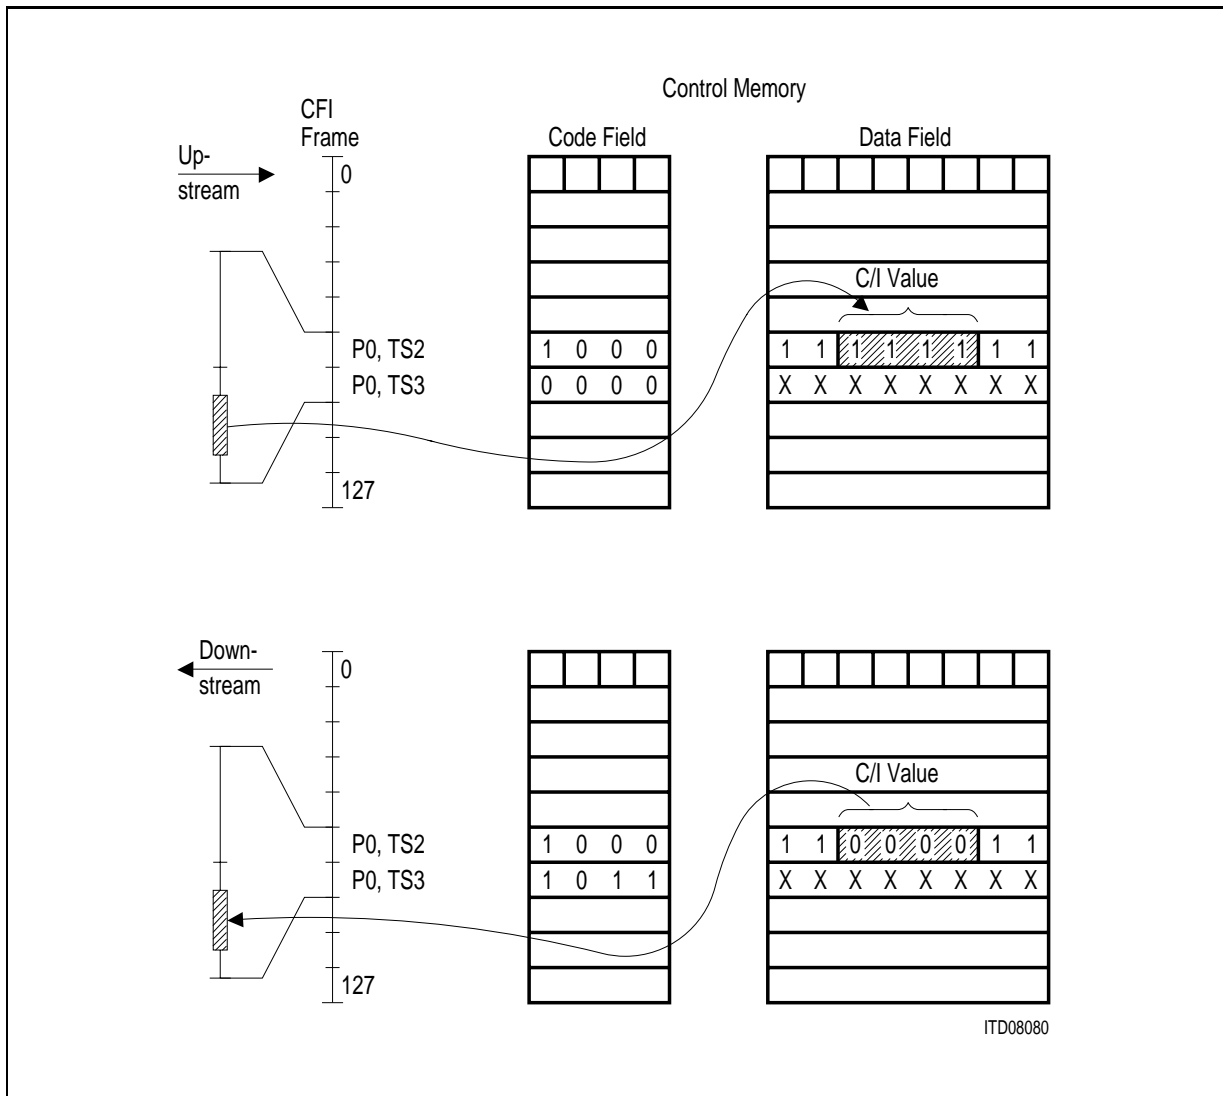 Control Memory
CFI
Frame
Code Field
Data Field
Up-
stream
0
C/I Value
P0, TS2 1 0 0 0 1 1 1 1 1 1 1 1
P0, TS3 0 0 0 0 X X X X X X X X
127
Down-
stream
0
C/I Value
P0, TS2 1 0 0 0 1 1 0 0 0 0 1 1
P0, TS3 1 0 1 1 X X X X X X X X
127
ITD08080